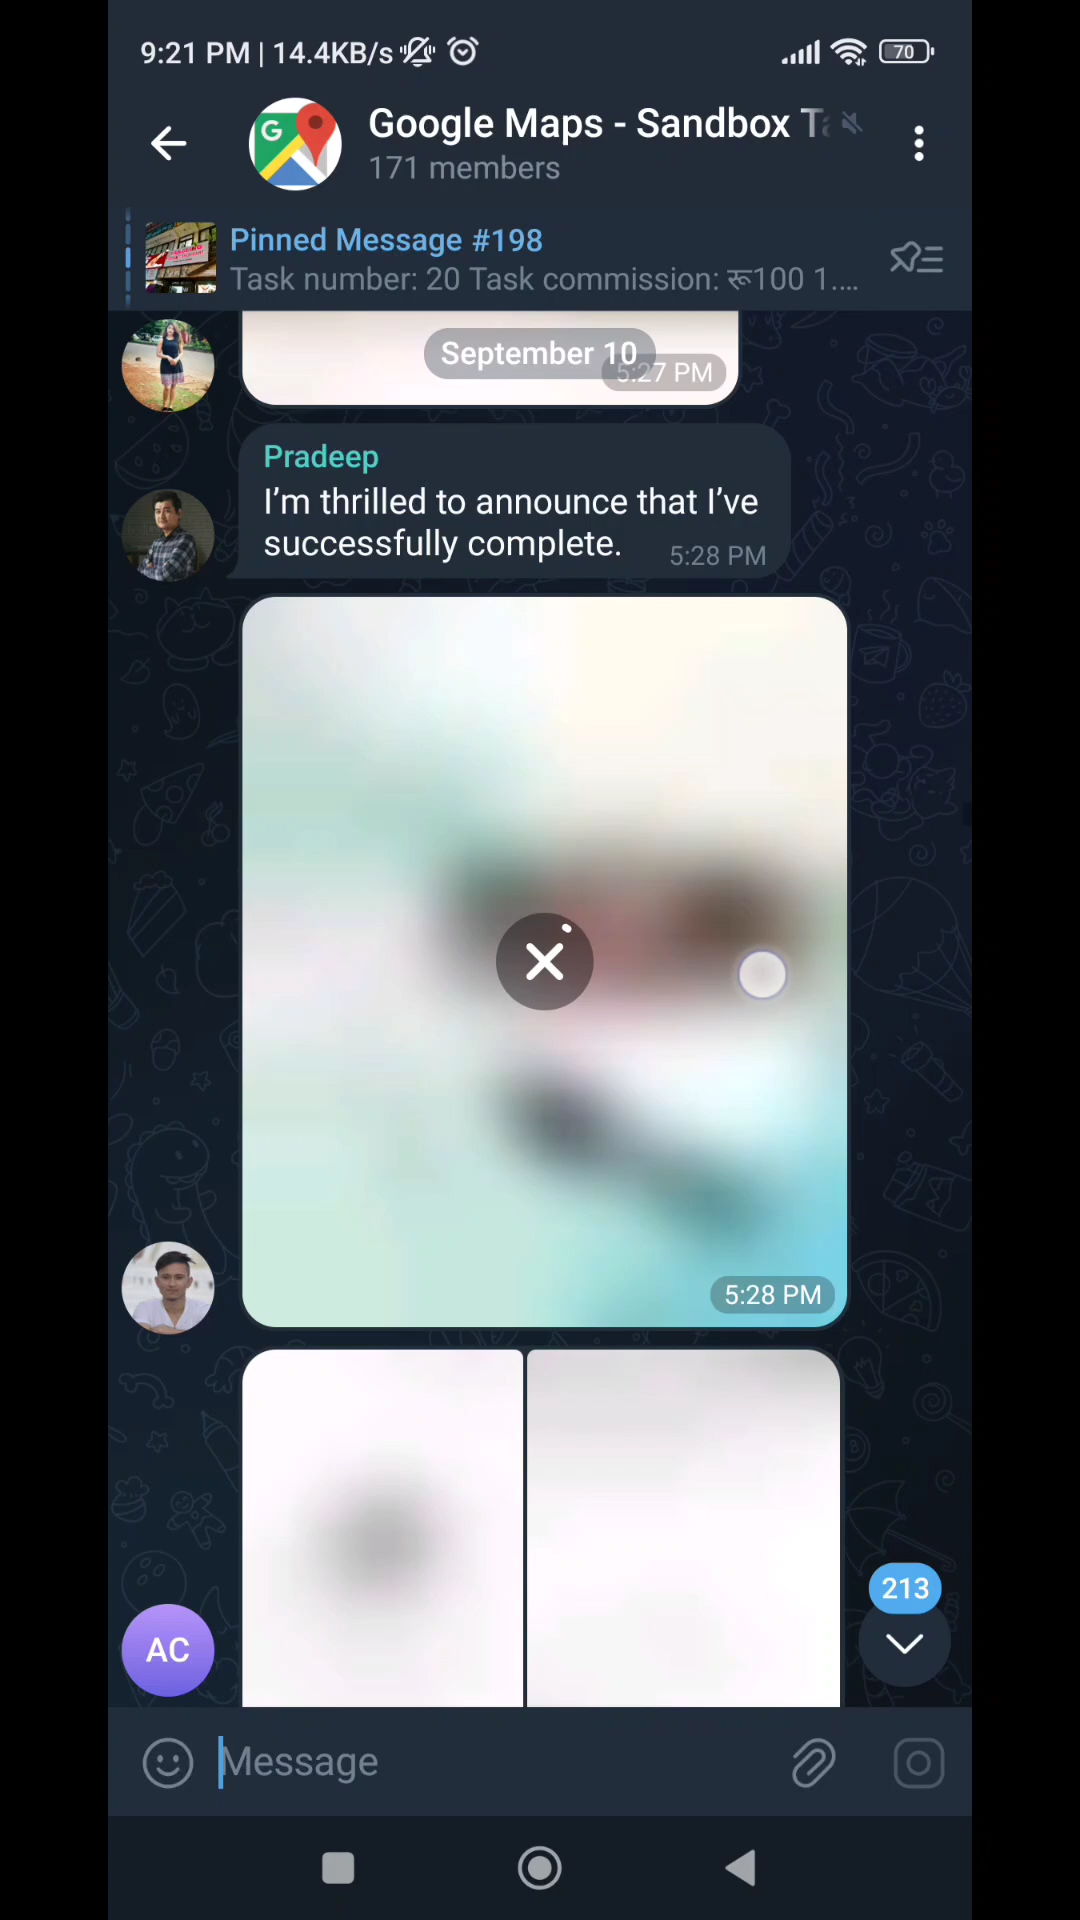 9:21 PM | 14.4KB/s
70
G
Google Maps - Sandbox
171 members
Pinned Message #198
Task number: 20 Task commission: रू100 1....
September 10
5:27 PM
Pradeep
I’m thrilled to announce that I’ve
successfully complete.
5:28 PM
5:28 PM
213
AC
Message